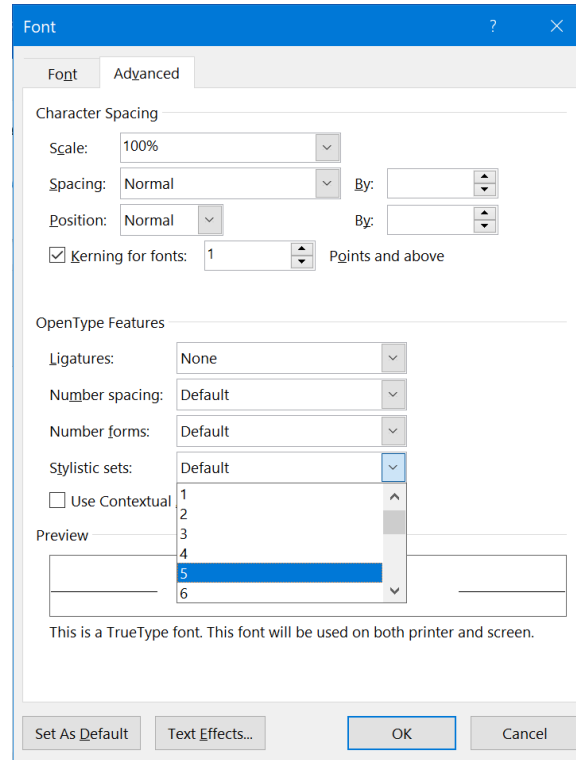 Font ?
Font Advanced
Character Spacing
Scale: 100%
Spacing: Normal By:
Position: Normal By:
Kerning for fonts: 1 Points and above
OpenType Features
Ligatures: None
Number spacing: Default
Number forms: Default
Stylistic sets: Default
Use Contextual 1
2
3
4
Preview
5
6
This is a TrueType font. This font will be used on both printer and screen.
Set As Default Text Effects... OK Cancel